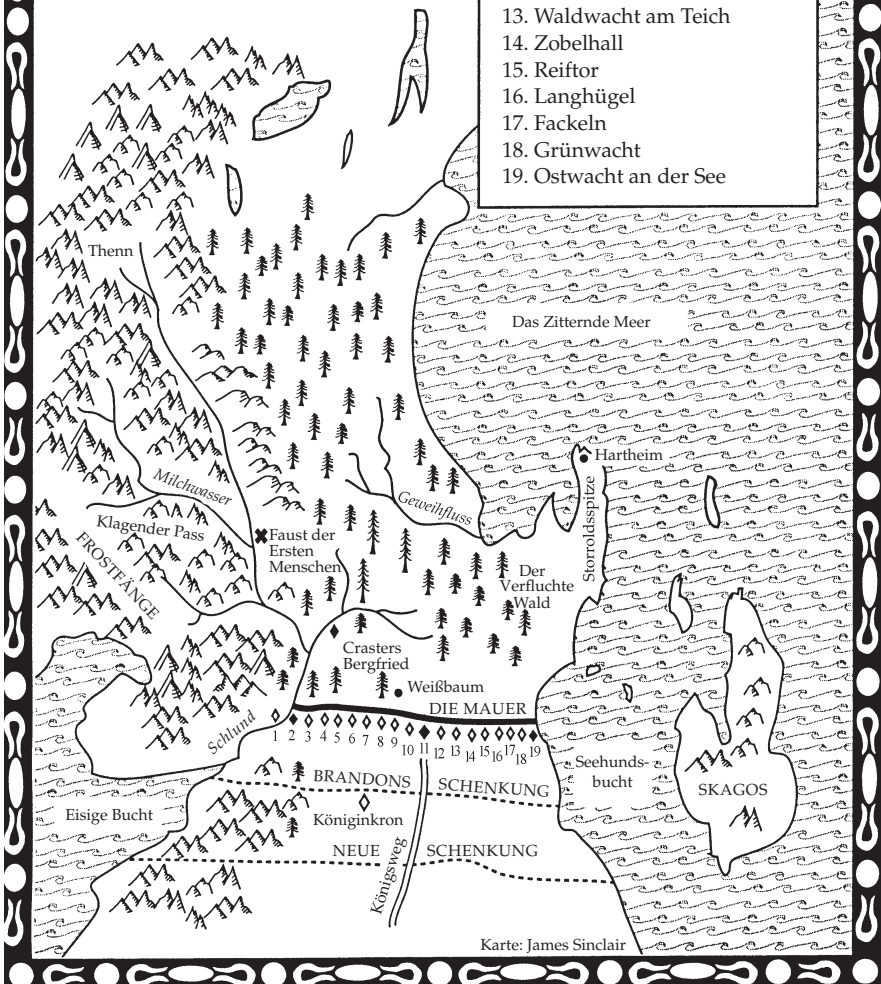 13. Waldwacht am Teich
14. Zobelhall
15. Reiftor
16. Langhügel
17. Fackeln
18. Grünwacht
19. Ostwacht an der See
Thenn
Das Zitternde Meer
Hartheim
Storroldsspitze
Milchwasser
Geweihfluss
Klagender Pass
FROSTFÄNGE
Faust der
Ersten
Menschen
Der
Verfluchte
Wald
Crasters
Bergfried
Weißbaum
DIE MAUER
Schlund
1 2 3 4 5 6 7 8 9 10 11 12 13 14 15 16 17 18 19
Seehunds-
bucht
SKAGOS
BRANDONS SCHENKUNG
Eisige Bucht
Königinkron
NEUE SCHENKUNG
Königsweg
Karte: James Sinclair